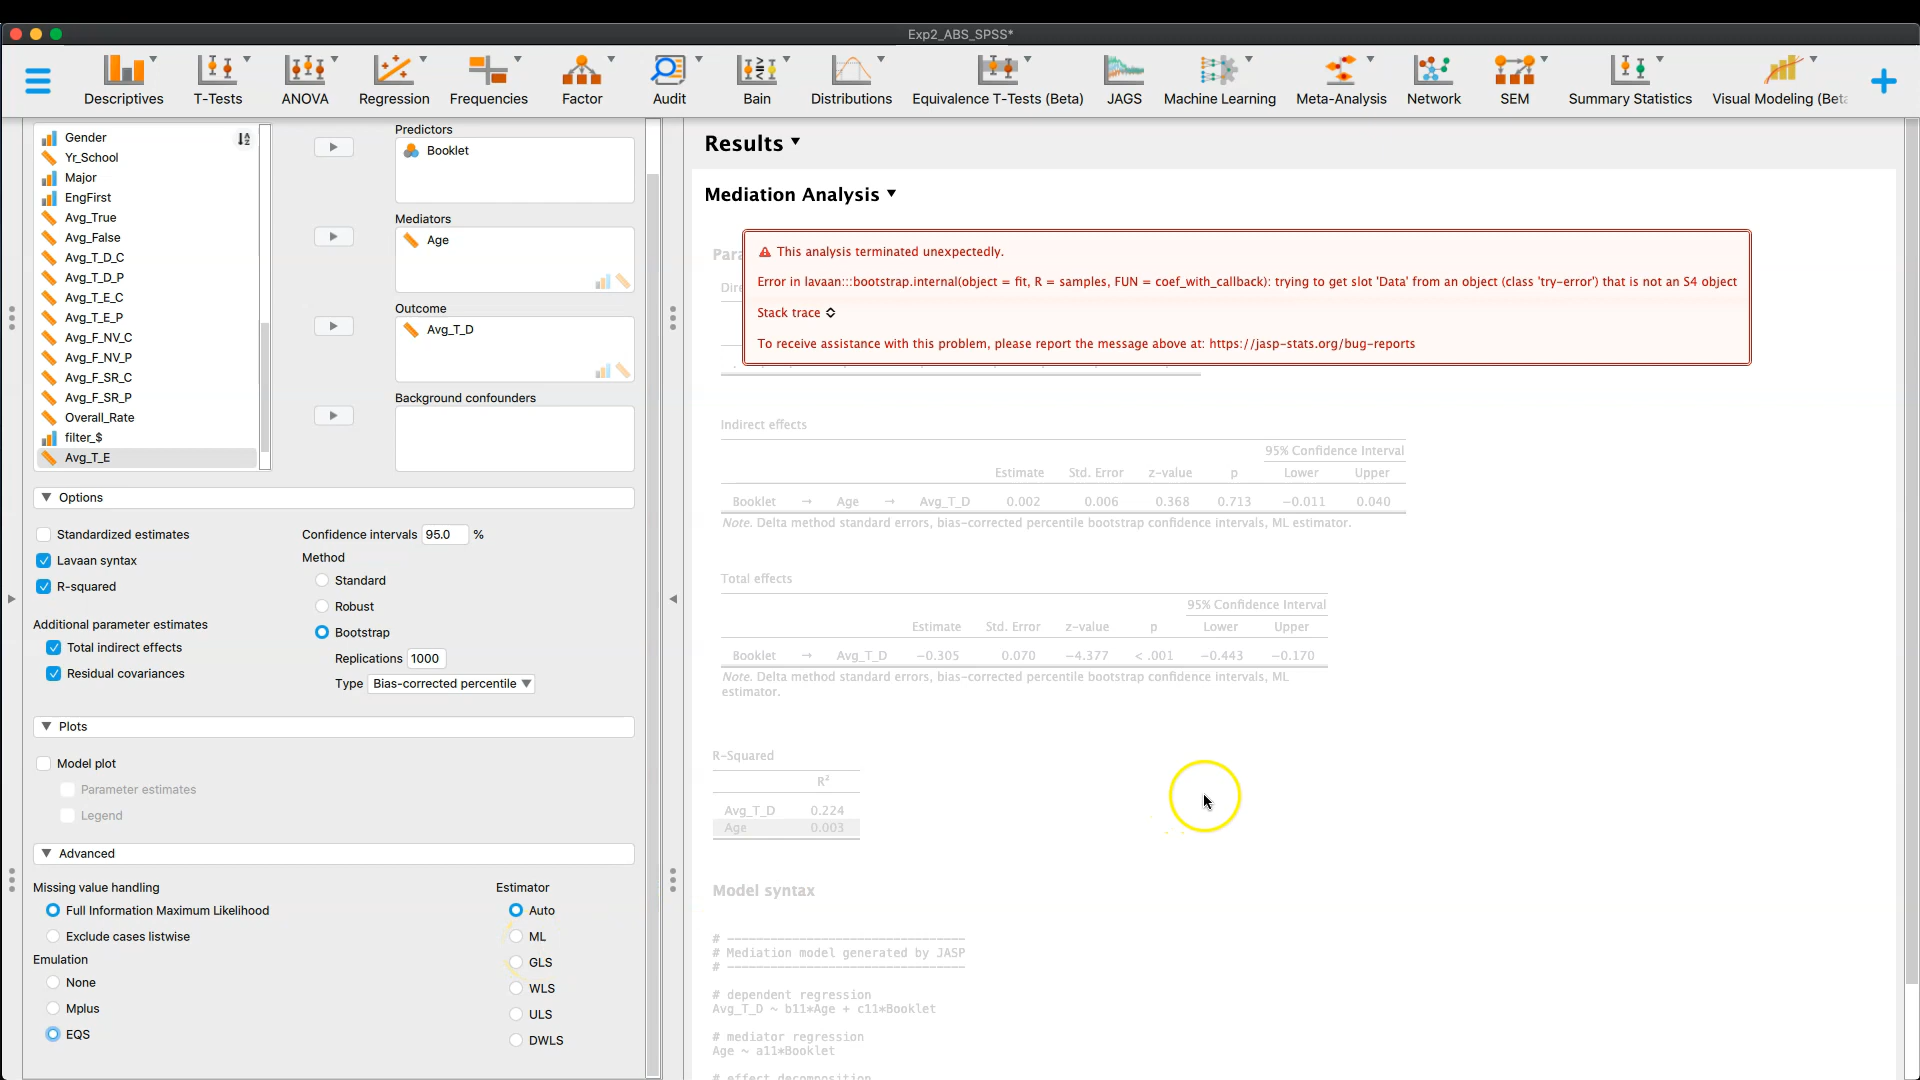 Exp2_ABS_SPSS*
Descriptives
T-Tests
ANOVA
Regression
Frequencies
Factor
Audit
Bain
Distributions
Equivalence T-Tests (Beta)
JAGS
Machine Learning
Meta-Analysis
Network
SEM
Summary Statistics
Visual Modeling (Beta
Gender
Yr_School
Major
EngFirst
Avg_True
Avg_False
Avg_T_D_C
Avg_T_D_P
Avg_T_E_C
Avg_T_E_P
Avg_F_NV_C
Avg_F_NV_P
Avg_F_SR_C
Avg_F_SR_P
Overall_Rate
filter_$
Avg_T_E
Predictors
Booklet
Mediators
Age
Outcome
Avg_T_D
Background confounders
Options
Standardized estimates
Lavaan syntax
R-squared
Additional parameter estimates
Total indirect effects
Residual covariances
Confidence intervals 95.0 %
Method
Standard
Robust
Bootstrap
Replications 1000
Type Bias-corrected percentile
Plots
Model plot
Parameter estimates
Legend
Advanced
Missing value handling
Full Information Maximum Likelihood
Exclude cases listwise
Emulation
None
Mplus
EQS
Estimator
Auto
ML
GLS
WLS
ULS
DWLS
Results
Mediation Analysis
Para
Dire
This analysis terminated unexpectedly.
Error in lavaan:::bootstrap.internal(object = fit, R = samples, FUN = coef_with_callback): trying to get slot 'Data' from an object (class 'try-error') that is not an S4 object
Stack trace
To receive assistance with this problem, please report the message above at: https://jasp-stats.org/bug-reports
Indirect effects
95% Confidence Interval
Estimate Std. Error z-value p Lower Upper
Booklet → Age → Avg_T_D 0.002 0.006 0.368 0.713 −0.011 0.040
Note. Delta method standard errors, bias-corrected percentile bootstrap confidence intervals, ML estimator.
Total effects
95% Confidence Interval
Estimate Std. Error z-value p Lower Upper
Booklet → Avg_T_D −0.305 0.070 −4.377 < .001 −0.443 −0.170
Note. Delta method standard errors, bias-corrected percentile bootstrap confidence intervals, ML
estimator.
R-Squared
R²
Avg_T_D 0.224
Age 0.003
Model syntax
# ----------------------------------
# Mediation model generated by JASP
# ----------------------------------
# dependent regression
Avg_T_D ~ b11*Age + c11*Booklet
# mediator regression
Age ~ a11*Booklet
# effect decomposition